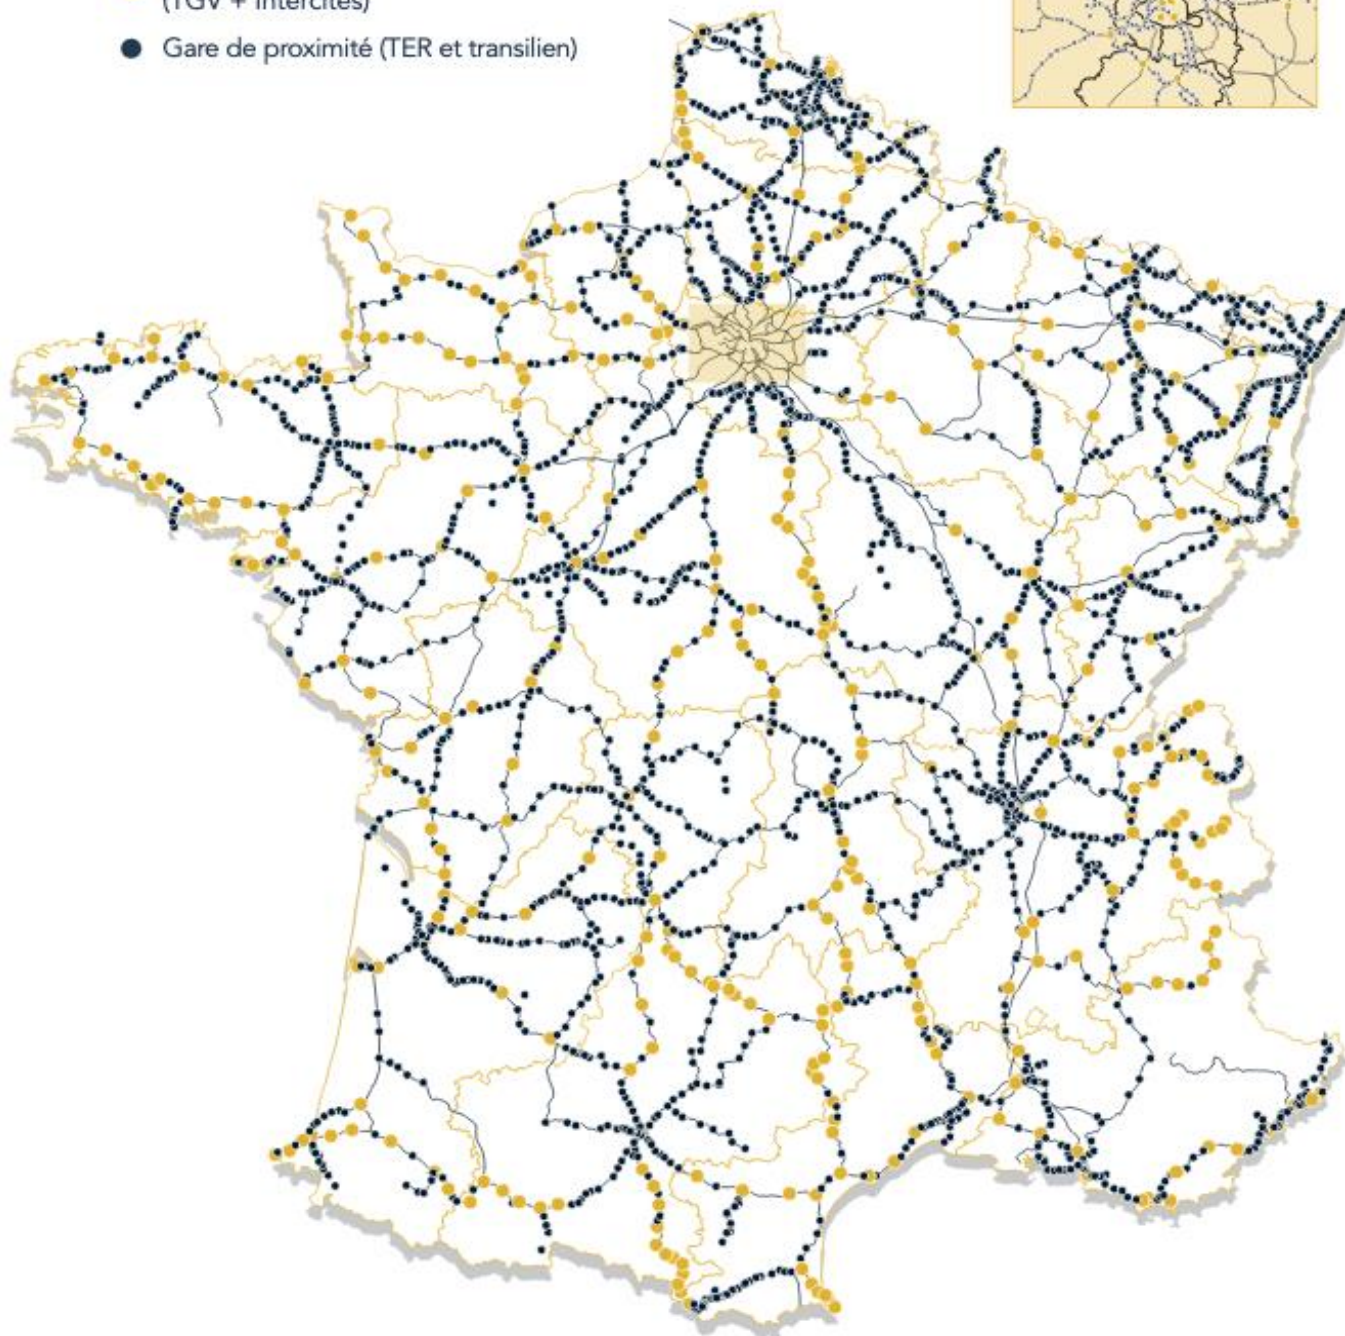 (TGV + Intercités)
Gare de proximité (TER et transilien)